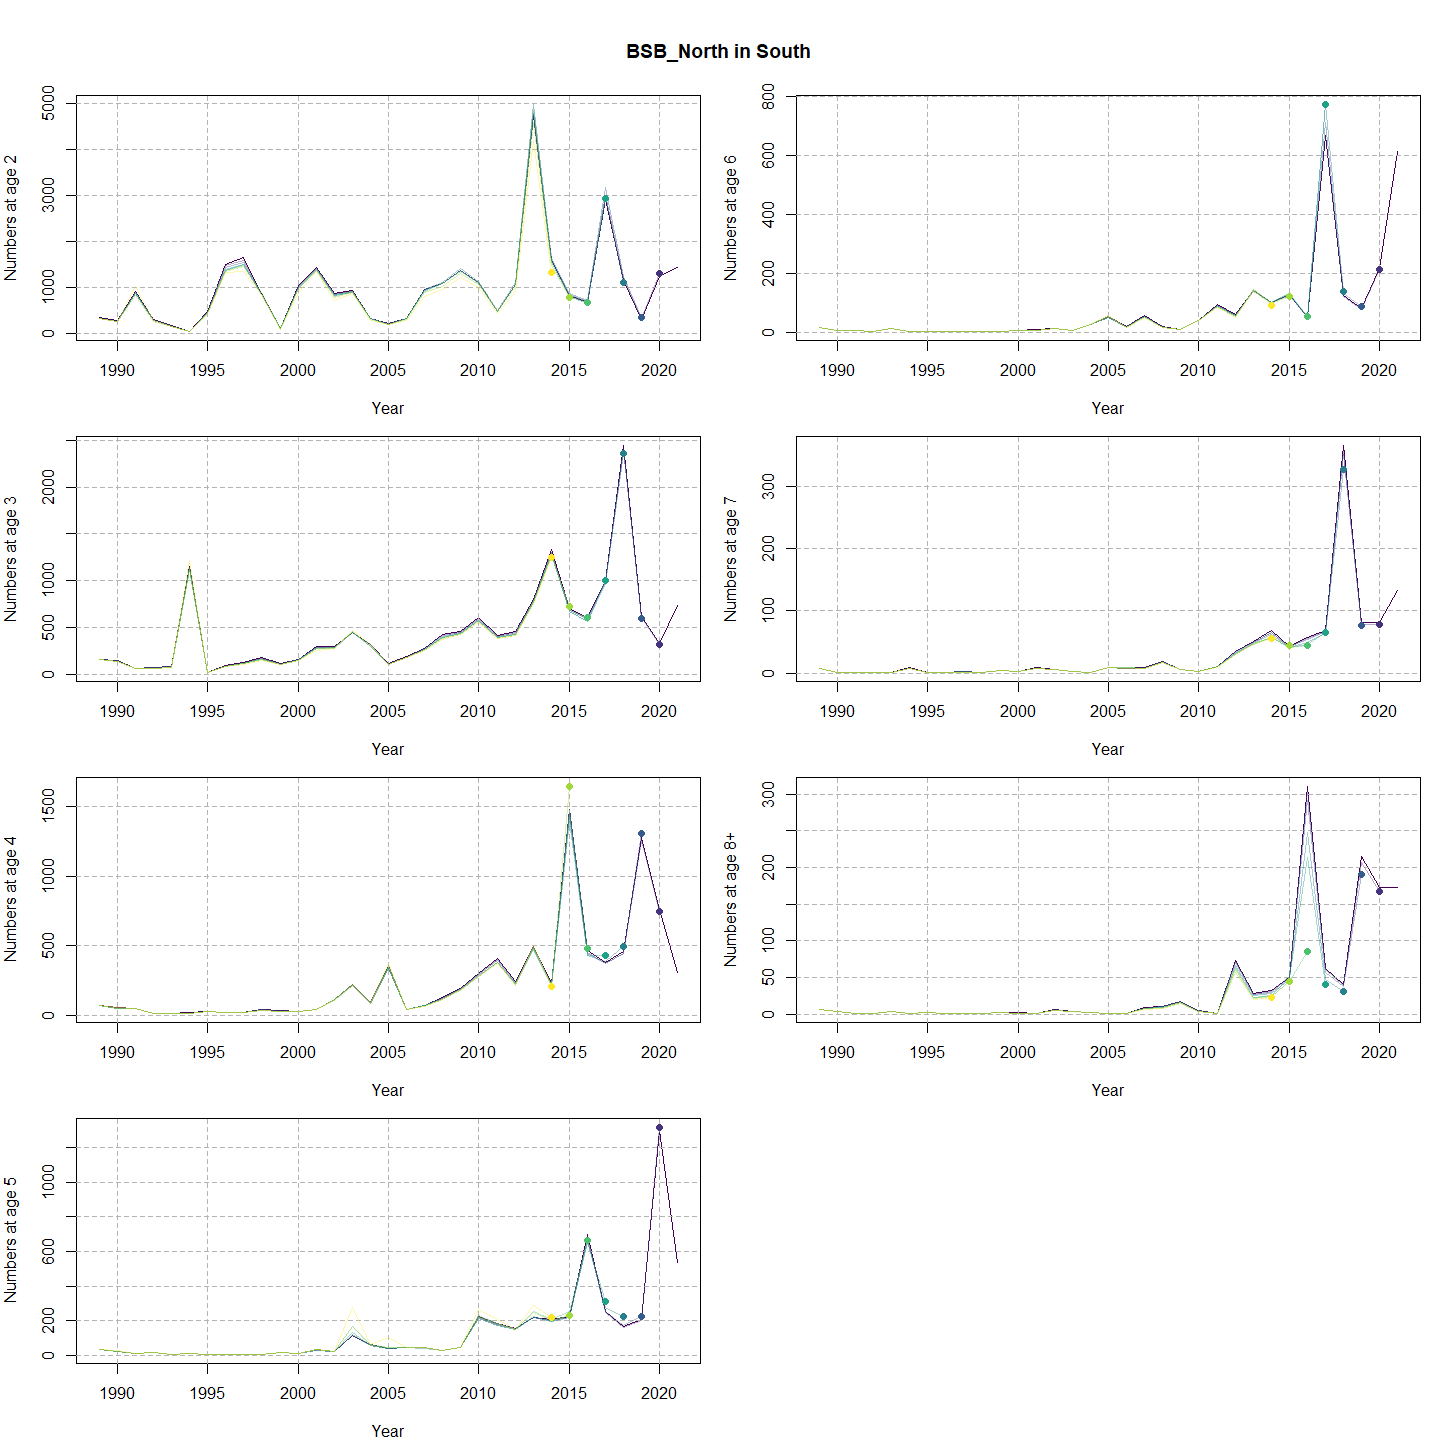 BSB_North in South
Numbers at age 2
0 1000 3000 5000
1990 1995 2000 2005 2010 2015 2020
Year
Numbers at age 6
0 200 400 600 800
1990 1995 2000 2005 2010 2015 2020
Year
Numbers at age 3
0 500 1000 2000
1990 1995 2000 2005 2010 2015 2020
Year
Numbers at age 7
0 100 200 300
1990 1995 2000 2005 2010 2015 2020
Year
Numbers at age 4
0 500 1000 1500
1990 1995 2000 2005 2010 2015 2020
Year
Numbers at age 8+
0 50 100 200 300
1990 1995 2000 2005 2010 2015 2020
Year
Numbers at age 5
0 200 600 1000
1990 1995 2000 2005 2010 2015 2020
Year